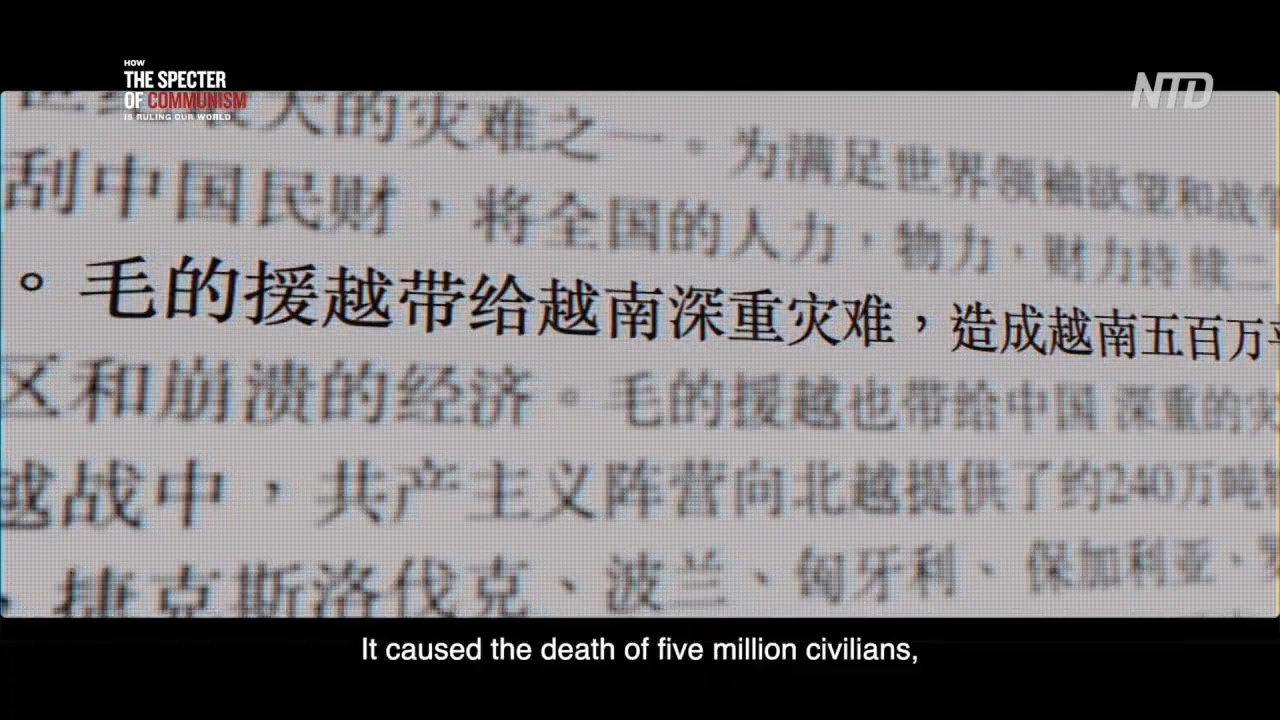 HOW
THE SPECTER
OF COMMUNISM
IS RULING OUR WORLD
NTD
大的灾难之一。为满足世界领袖欲望和战争
刮中国民财，将全国的人力，物力，财力持续二
。毛的援越带给越南深重灾难，造成越南五百万
区和崩溃的经济。毛的援越也带给中国深重的灾
越战中，共产主义阵营向北越提供了约240万吨
捷克斯洛伐克、波兰、匈牙利、保加利亚、
It caused the death of five million civilians,